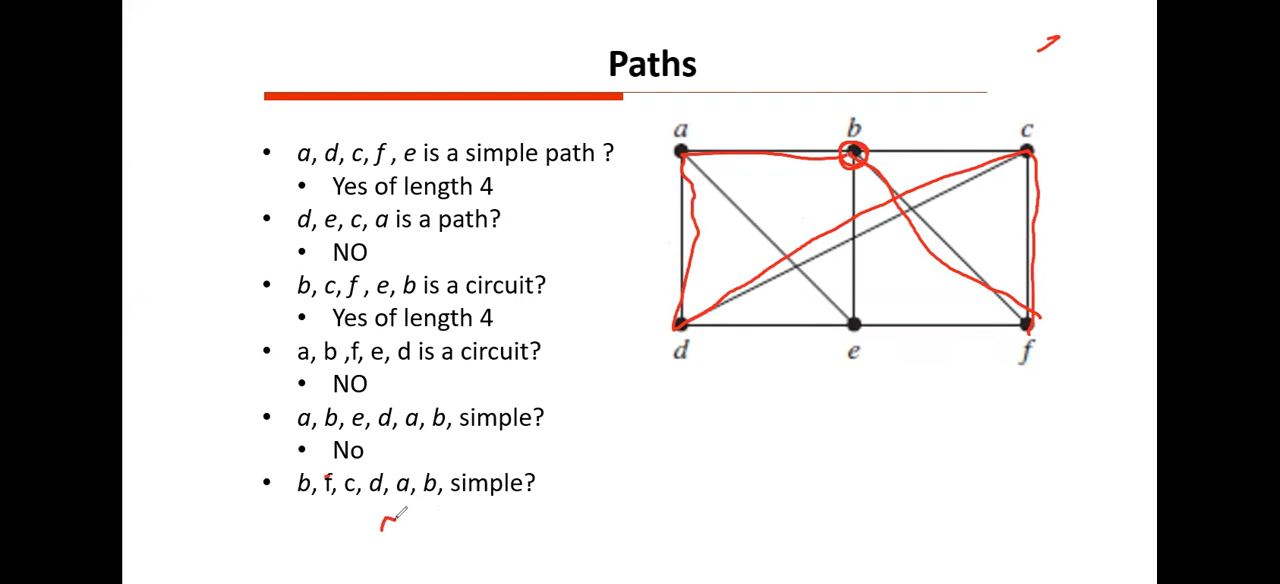 Paths
• a, d, c, f , e is a simple path ?
• Yes of length 4
• d, e, c, a is a path?
• NO
• b, c, f , e, b is a circuit?
• Yes of length 4
• a, b ,f, e, d is a circuit?
• NO
• a, b, e, d, a, b, simple?
• No
• b, f, c, d, a, b, simple?
a b c
d e f